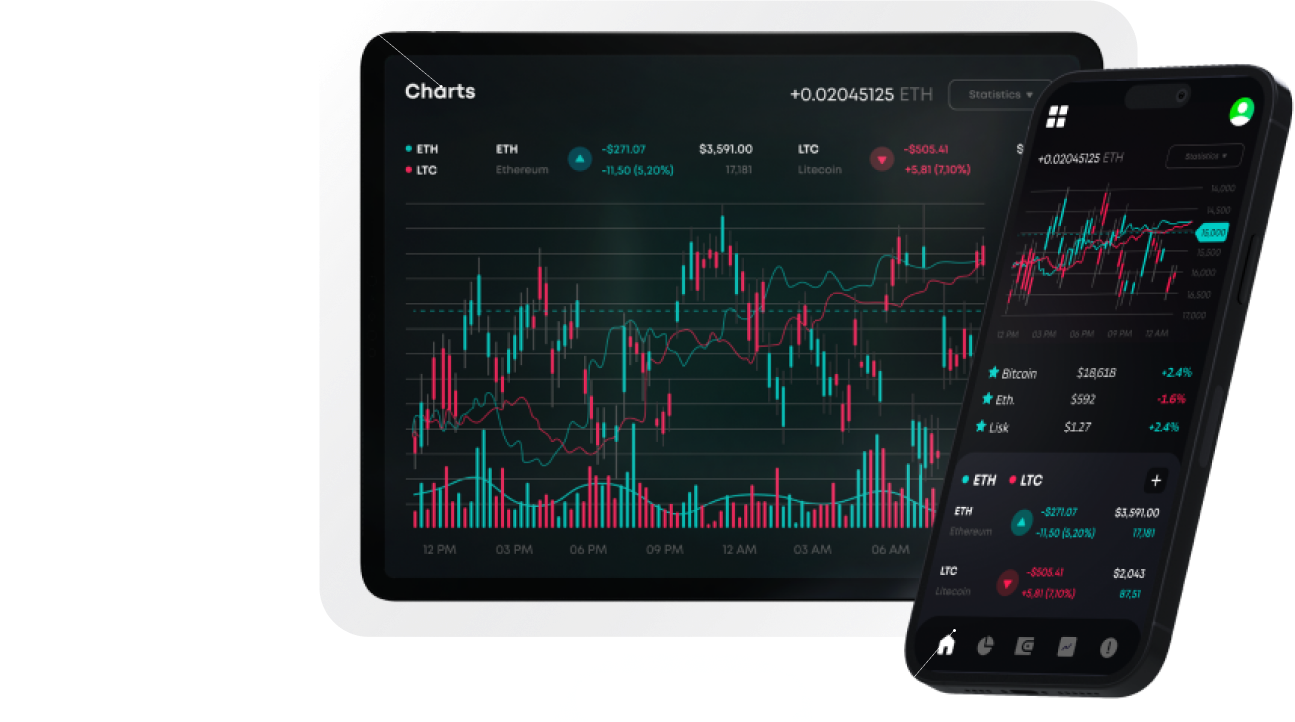 Charts
+0.02045125 ETH
Statistics ▼
ETH
LTC
ETH
Ethereum
-$271.07
-11,50 (5,20%)
$3,591.00
17,181
LTC
Litecoin
-$505.41
+5,81 (7,10%)
$
12 PM 03 PM 06 PM 09 PM 12 AM 03 AM 06 AM
+0.02045125 ETH
Statistics ▼
14,000
14,500
15,000
15,500
16,000
16,500
17,000
12 PM 03 PM 06 PM 09 PM 12 AM
Bitcoin $18,618 +2.4%
Eth. $592 -1.6%
Lisk $1.27 +2.4%
ETH LTC +
ETH -$271.07 $3,591.00
Ethereum -11,50 (5,20%) 17,181
LTC -$505.41 $2,043
Litecoin +5,81 (7,10%) 87,51